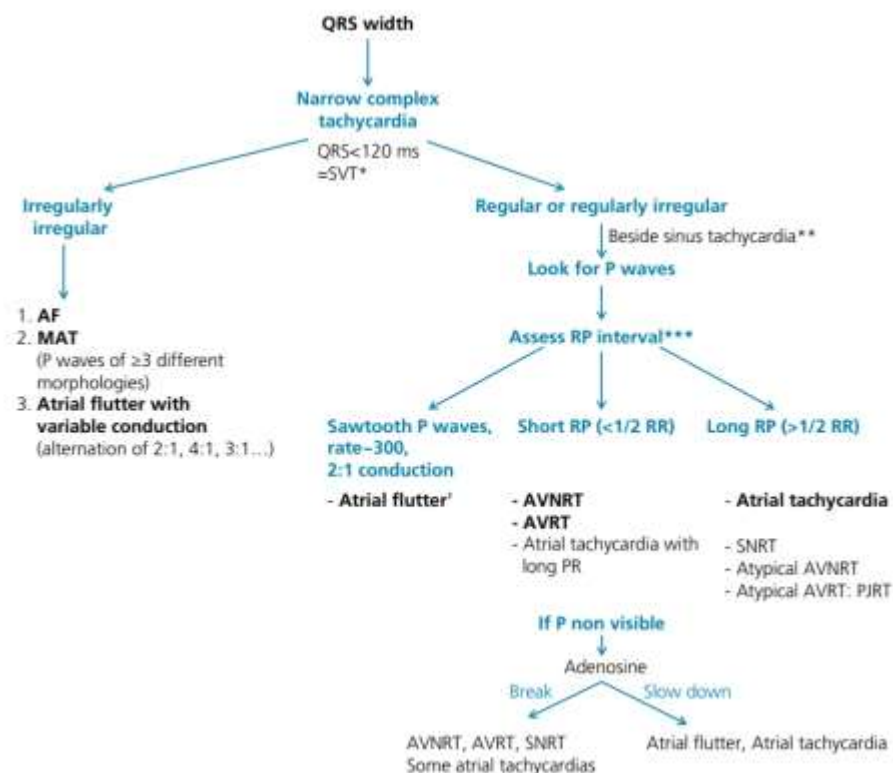 QRS width
Narrow complex
tachycardia
QRS<120 ms
=SVT*
Irregularly
irregular
1. AF
2. MAT
(P waves of ≥3 different
morphologies)
3. Atrial flutter with
variable conduction
(alternation of 2:1, 4:1, 3:1...)
Regular or regularly irregular
Beside sinus tachycardia**
Look for P waves
Assess RP interval***
Sawtooth P waves,
rate~300,
2:1 conduction
- Atrial flutter'
Short RP (<1/2 RR)
- AVNRT
- AVRT
- Atrial tachycardia with
long PR
Long RP (>1/2 RR)
- Atrial tachycardia
- SNRT
- Atypical AVNRT
- Atypical AVRT: PJRT
If P non visible
Adenosine
Break
Slow down
AVNRT, AVRT, SNRT
Some atrial tachycardias
Atrial flutter, Atrial tachycardia